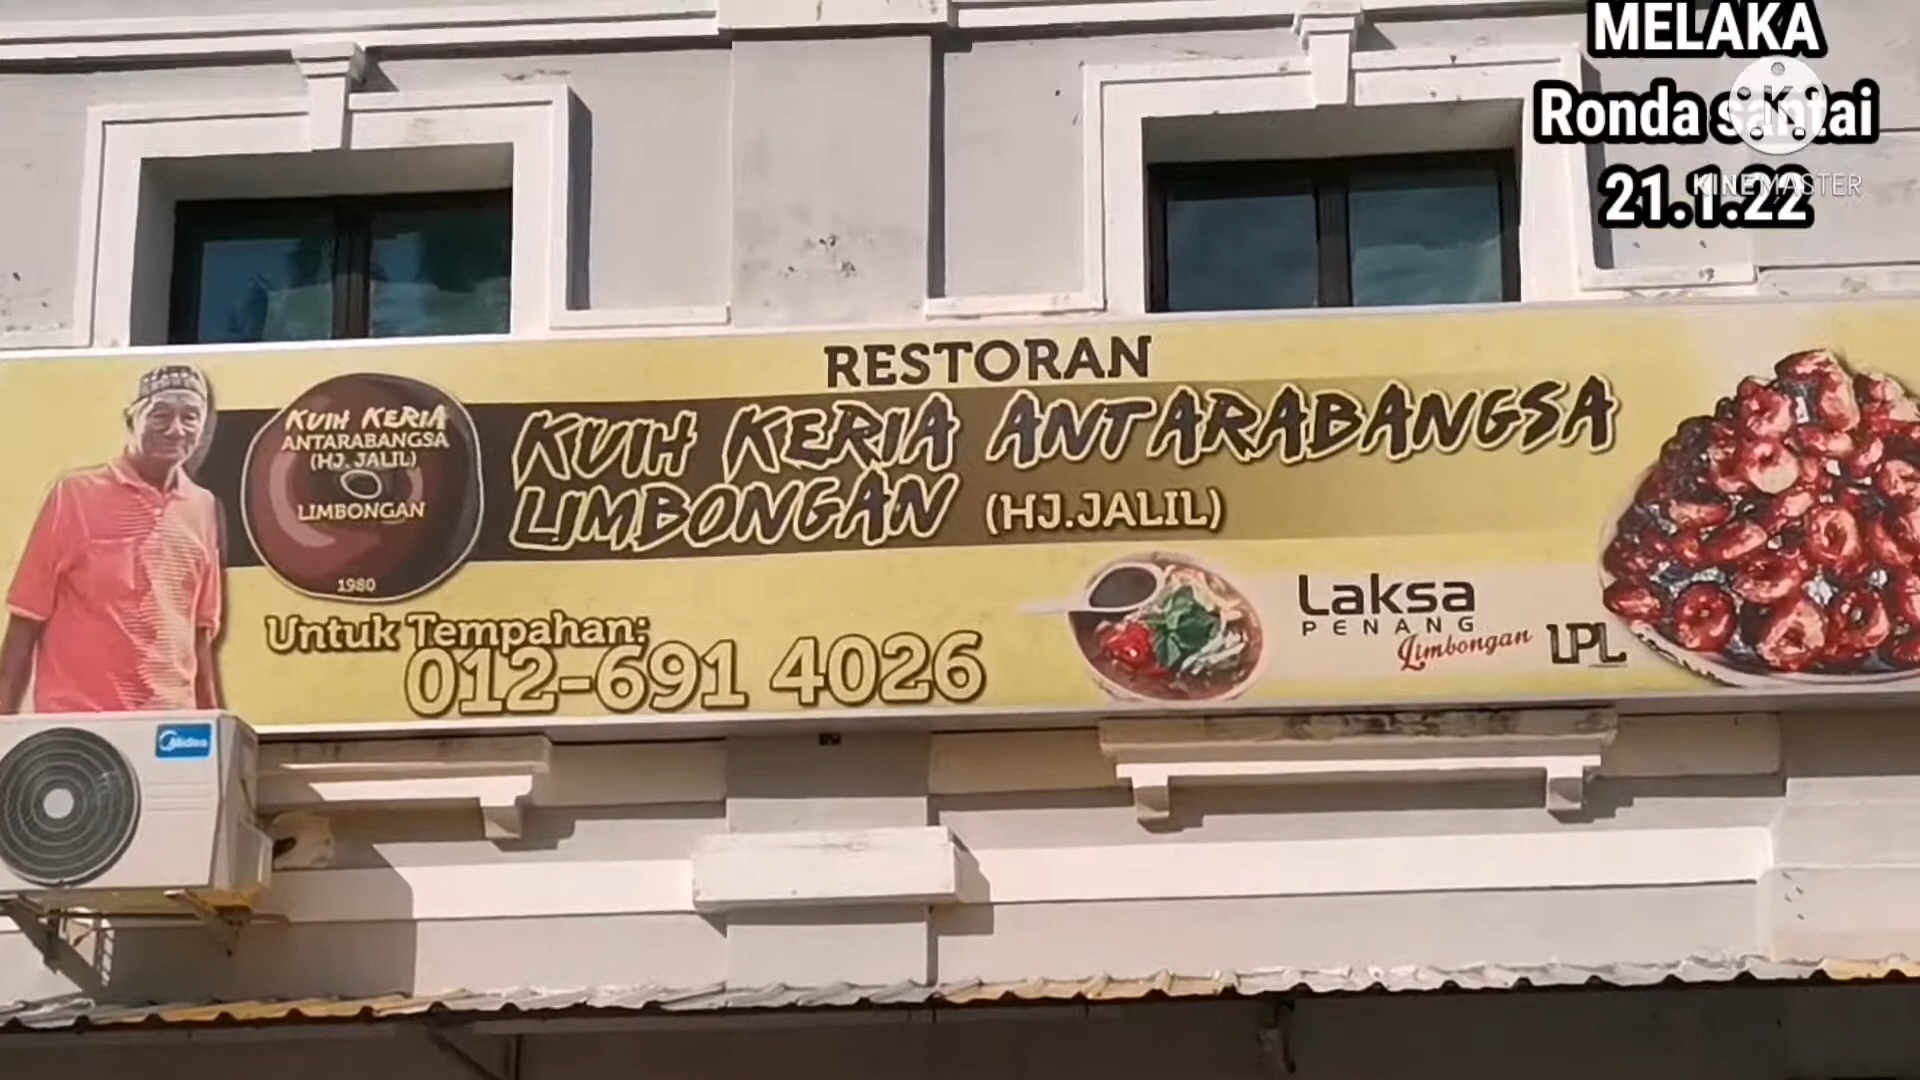 MELAKA
Ronda santai
21.1.22
KINEMASTER
RESTORAN
KUIH KERIA ANTARABANGSA
LIMBONGAN (HJ.JALIL)
KUIH KERIA
ANTARABANGSA
(HJ. JALIL)
LIMBONGAN
1980
Untuk Tempahan:
012-691 4026
Laksa
PENANG
Limbongan
LPL
Midea